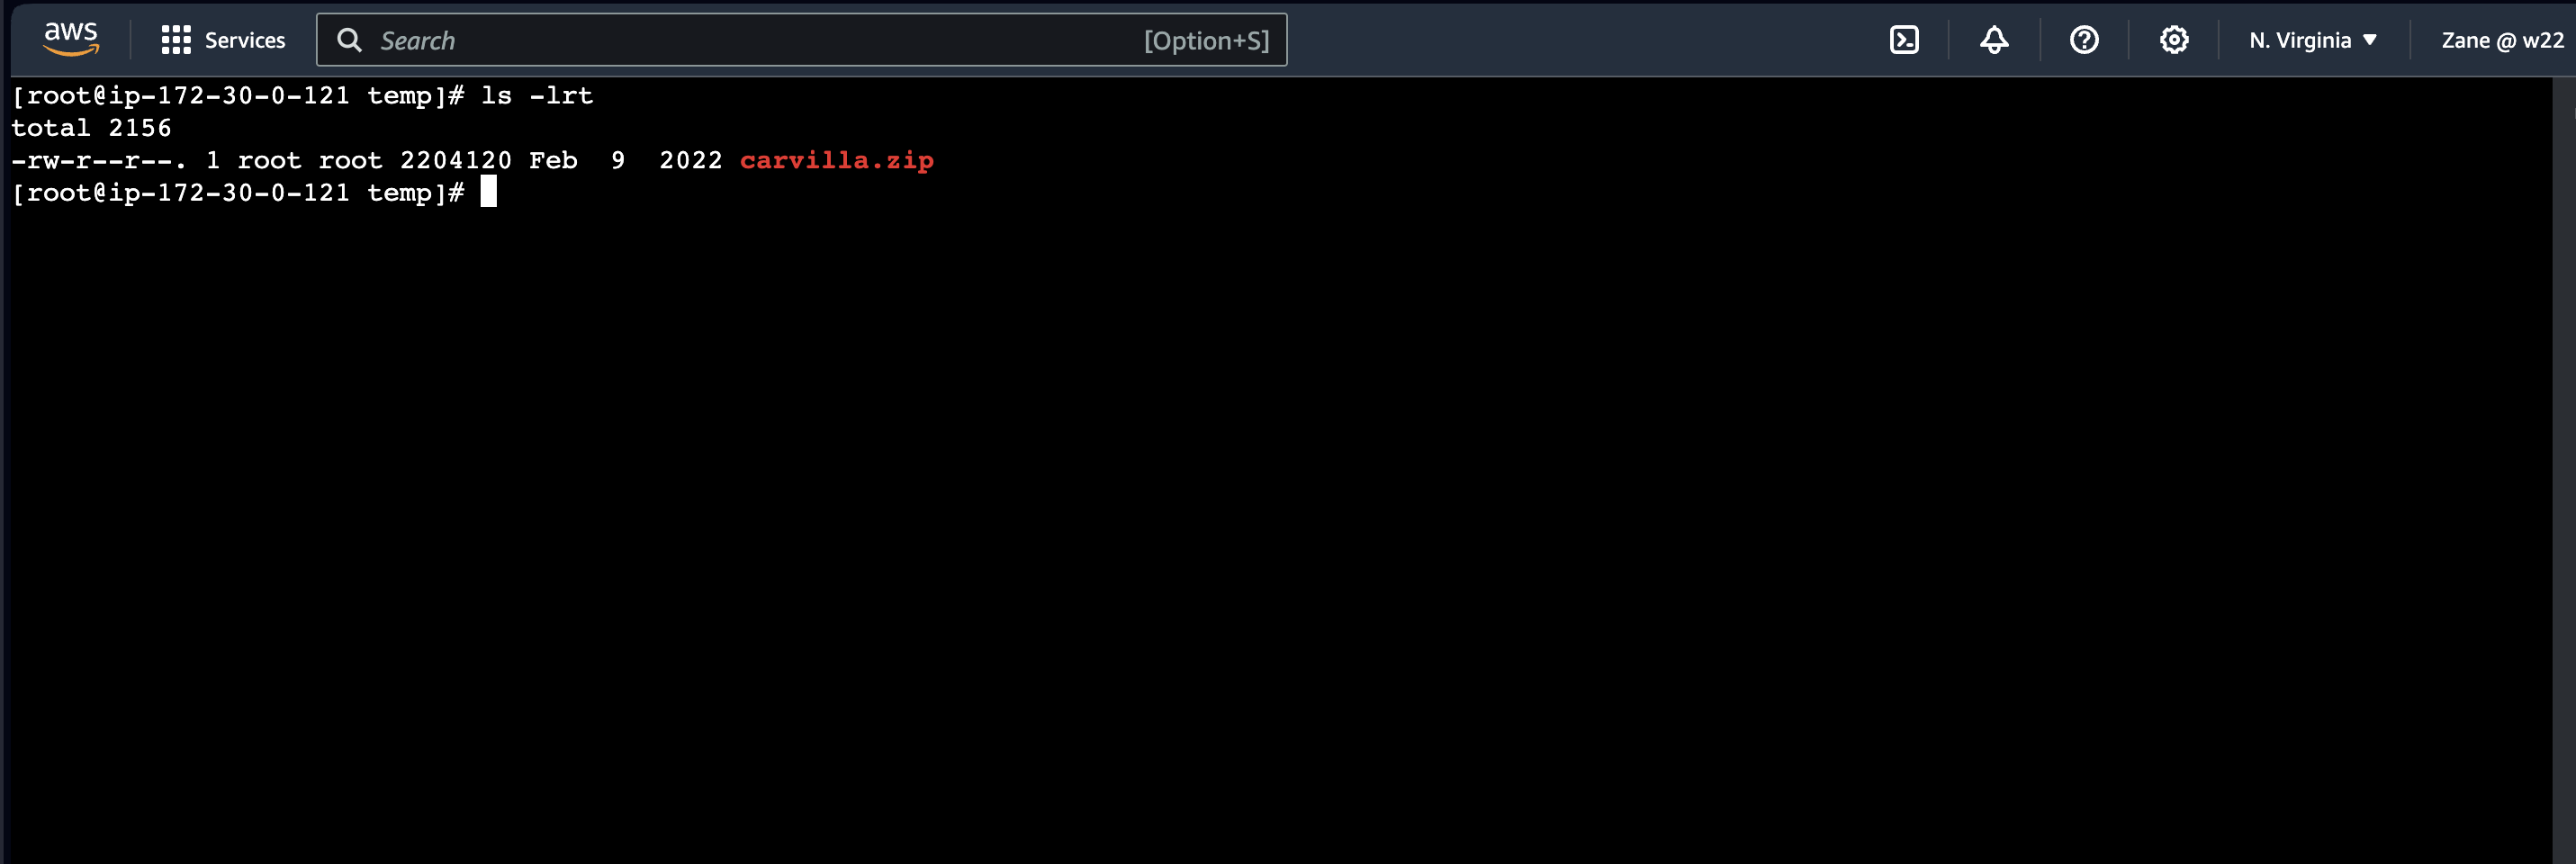 aws Services Search [Option+S] N. Virginia Zane @ w22
[root@ip-172-30-0-121 temp]# ls -lrt
total 2156
-rw-r--r--. 1 root root 2204120 Feb  9  2022 carvilla.zip
[root@ip-172-30-0-121 temp]#